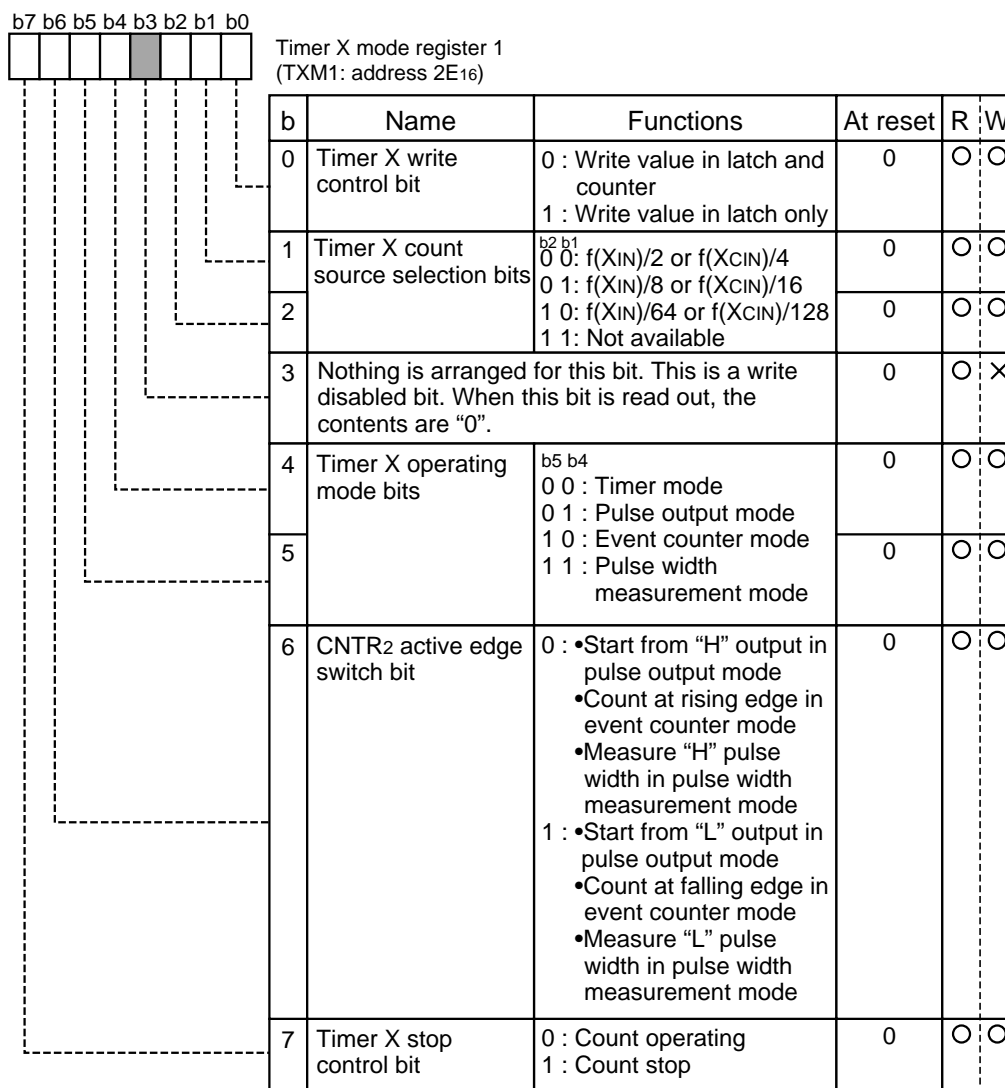 b7 b6 b5 b4 b3 b2 b1 b0
Timer X mode register 1
(TXM1: address 2E16)
b Name Functions At reset R W
0 Timer X write control bit
0 : Write value in latch and
counter
1 : Write value in latch only
0 O O
1 Timer X count
source selection bits
b2 b1
0 0: f(XIN)/2 or f(XCIN)/4
0 1: f(XIN)/8 or f(XCIN)/16
1 0: f(XIN)/64 or f(XCIN)/128
1 1: Not available
0 O O
2
0 O O
3 Nothing is arranged for this bit. This is a write
disabled bit. When this bit is read out, the
contents are “0”.
0 O ×
4 Timer X operating
mode bits
b5 b4
0 0 : Timer mode
0 1 : Pulse output mode
1 0 : Event counter mode
1 1 : Pulse width
measurement mode
0 O O
5
0 O O
6 CNTR2 active edge
switch bit
0 : •Start from “H” output in
pulse output mode
•Count at rising edge in
event counter mode
•Measure “H” pulse
width in pulse width
measurement mode
1 : •Start from “L” output in
pulse output mode
•Count at falling edge in
event counter mode
•Measure “L” pulse
width in pulse width
measurement mode
0 O O
7 Timer X stop
control bit
0 : Count operating
1 : Count stop
0 O O